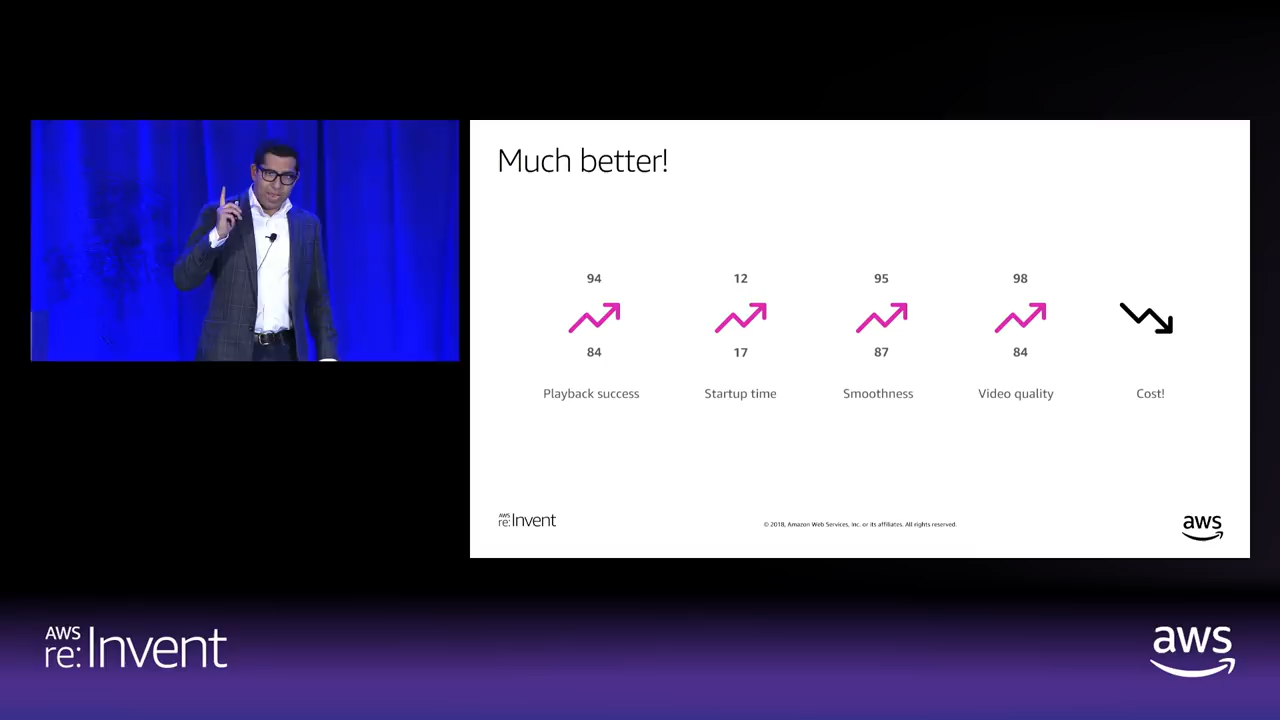 Much better!
94 12 95 98
84 17 87 84
Playback success Startup time Smoothness Video quality Cost!
AWS
re:Invent
© 2018, Amazon Web Services, Inc. or its affiliates. All rights reserved.
aws
AWS
re:Invent
aws